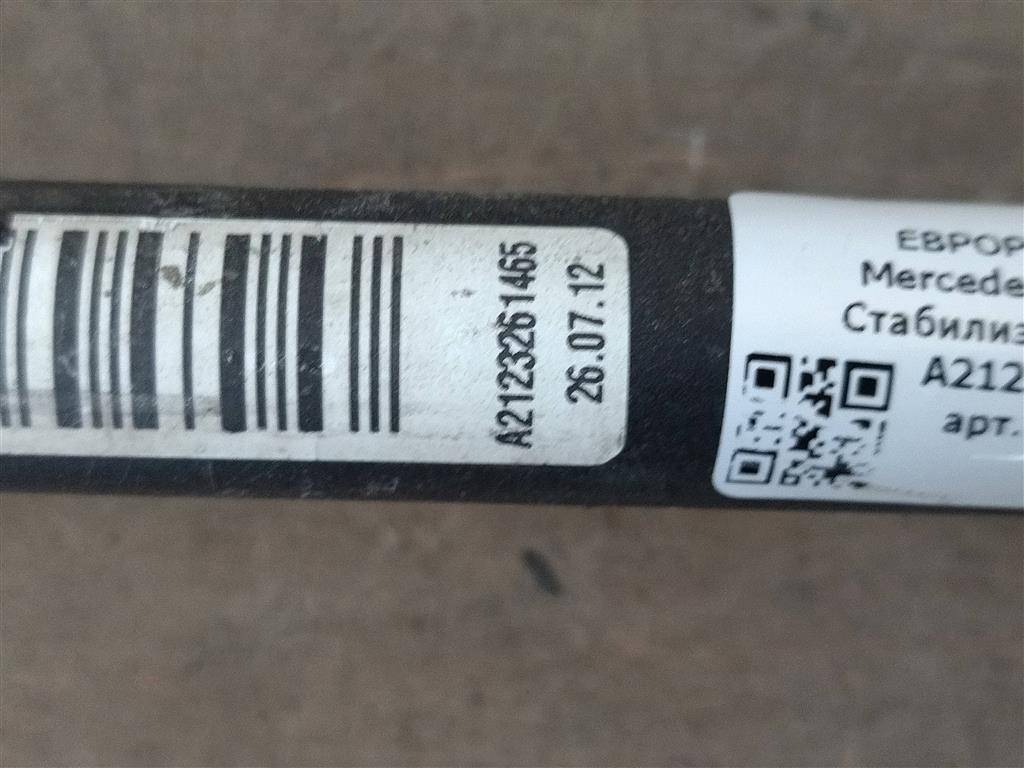 A2123261465
26.07.12
ЕВРОР
Mercede
Стабилиз
A212
арт.